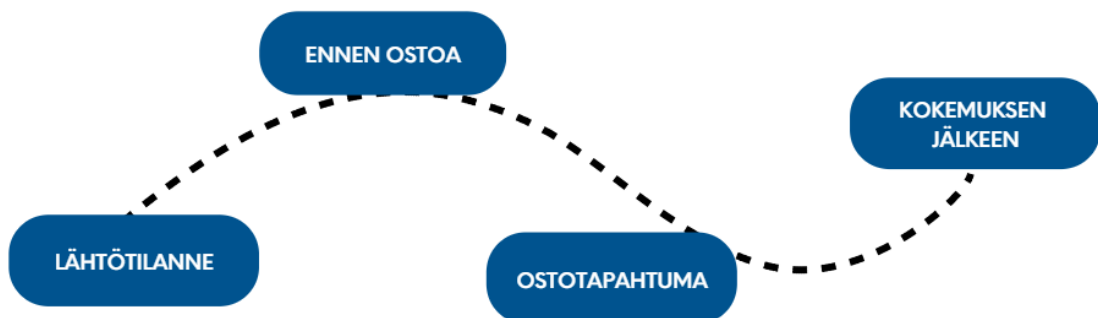 LÄHTÖTILANNE
ENNEN OSTOA
OSTOTAPAHTUMA
KOKEMUKSEN
JÄLKEEN